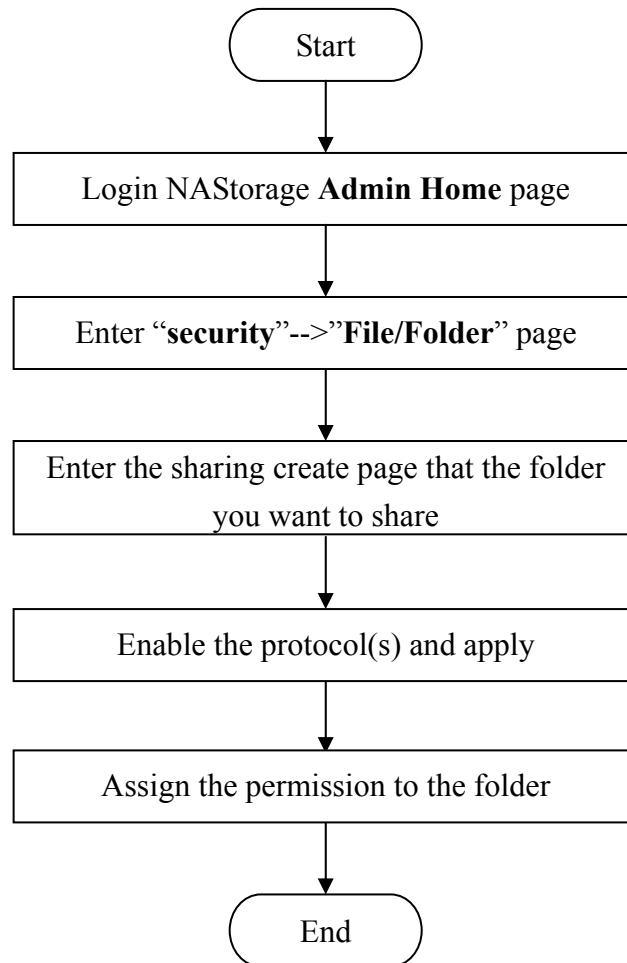 Start
Login NAStorage Admin Home page
Enter “security”-->”File/Folder” page
Enter the sharing create page that the folder
you want to share
Enable the protocol(s) and apply
Assign the permission to the folder
End